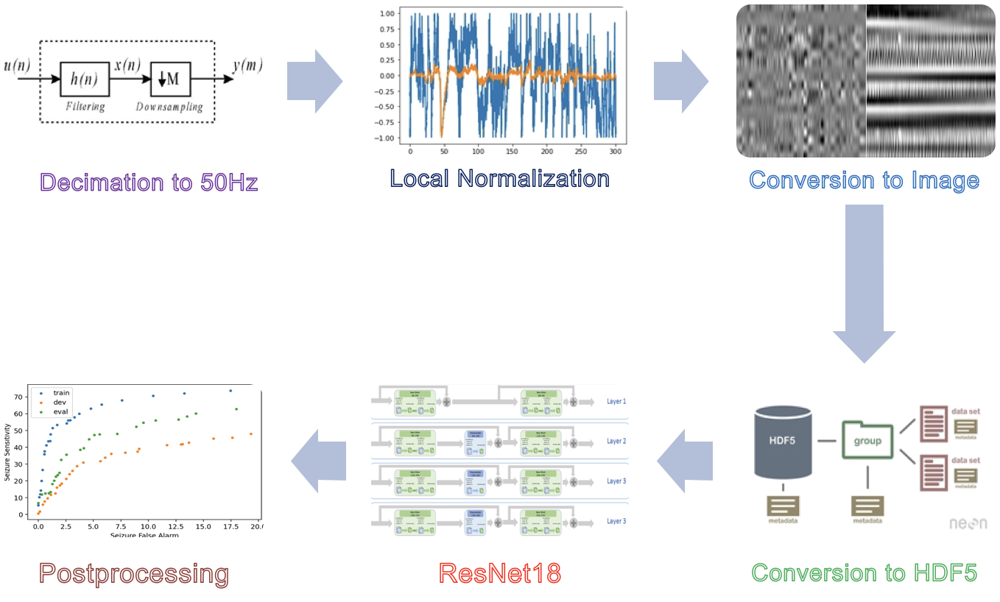 u(n)
h(n)
x(n)
↓M
y(m)
Filtering
Downsampling
Decimation to 50Hz
1.00
0.75
0.50
0.25
0.00
−0.25
−0.50
−0.75
−1.00
0 50 100 150 200 250 300
Local Normalization
Conversion to Image
HDF5
group
data set
metadata
data set
metadata
metadata
metadata
neon
Conversion to HDF5
Layer 1
Layer 2
Layer 3
Layer 3
ResNet18
train
dev
eval
Seizure Sensitivity
70
60
50
40
30
20
10
0
0.0 2.5 5.0 7.5 10.0 12.5 15.0 17.5 20.
Seizure False Alarm
Postprocessing